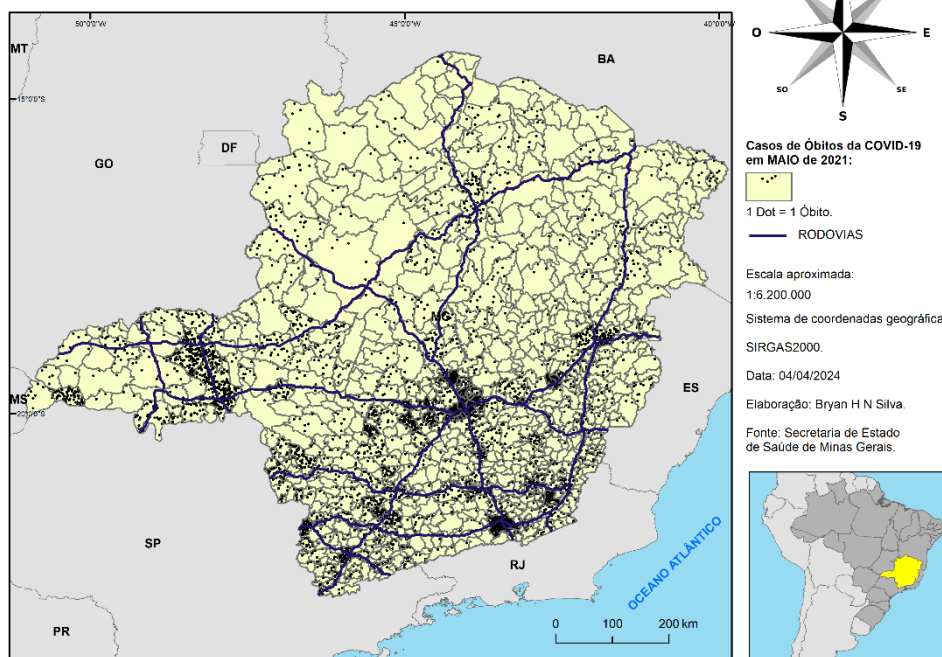 50°0'0"W
45°0'0"W
40°0'0"W
MT
BA
15°0'0"S
DF
GO
MG
MS
20°0'0"S
ES
SP
RJ
OCEANO ATLÂNTICO
PR
0 100 200 km
O
E
SO
SE
S
Casos de Óbitos da COVID-19
em MAIO de 2021:
1 Dot = 1 Óbito.
RODOVIAS
Escala aproximada:
1:6.200.000
Sistema de coordenadas geográfica
SIRGAS2000.
Data: 04/04/2024
Elaboração: Bryan H N Silva.
Fonte: Secretaria de Estado
de Saúde de Minas Gerais.